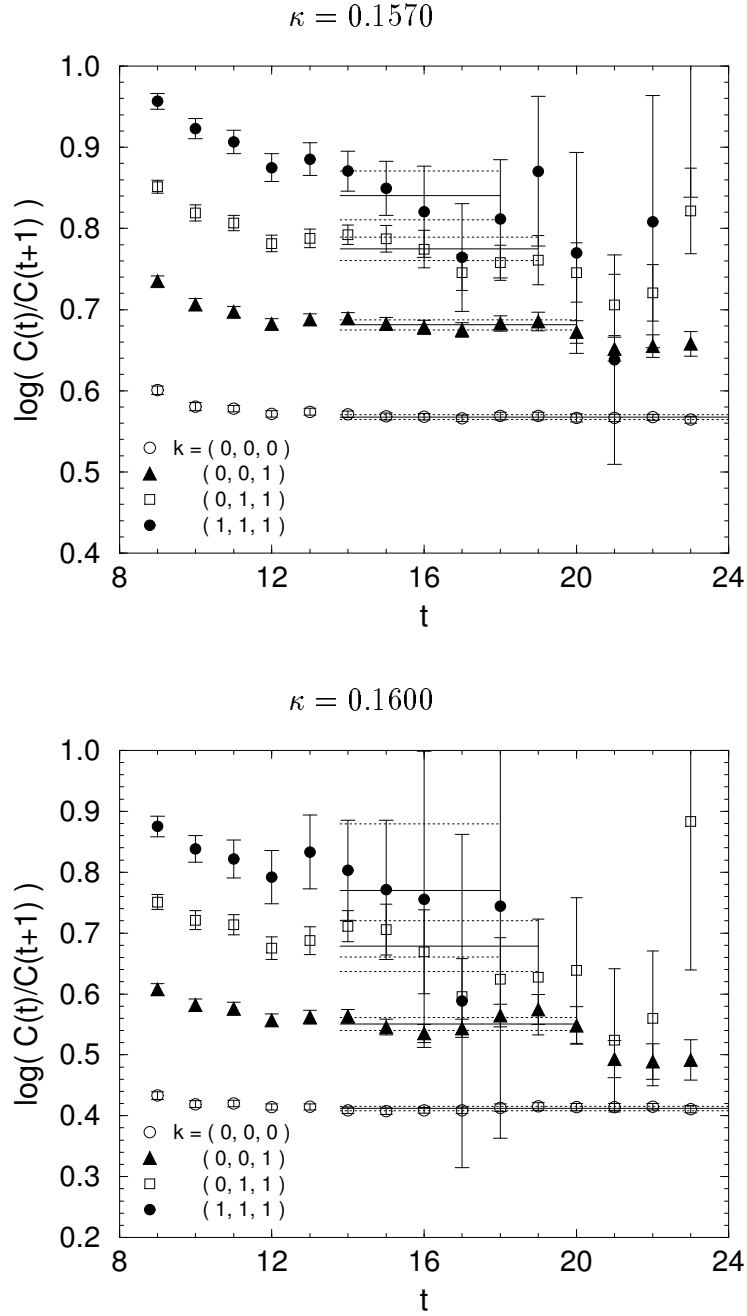 κ = 0.1570
1.0
0.9
0.8
0.7
0.6
0.5
0.4
log( C(t)/C(t+1) )
k = ( 0, 0, 0 )
( 0, 0, 1 )
( 0, 1, 1 )
( 1, 1, 1 )
8 12 16 20 24
t
κ = 0.1600
1.0
0.9
0.8
0.7
0.6
0.5
0.4
0.3
0.2
log( C(t)/C(t+1) )
k = ( 0, 0, 0 )
( 0, 0, 1 )
( 0, 1, 1 )
( 1, 1, 1 )
8 12 16 20 24
t